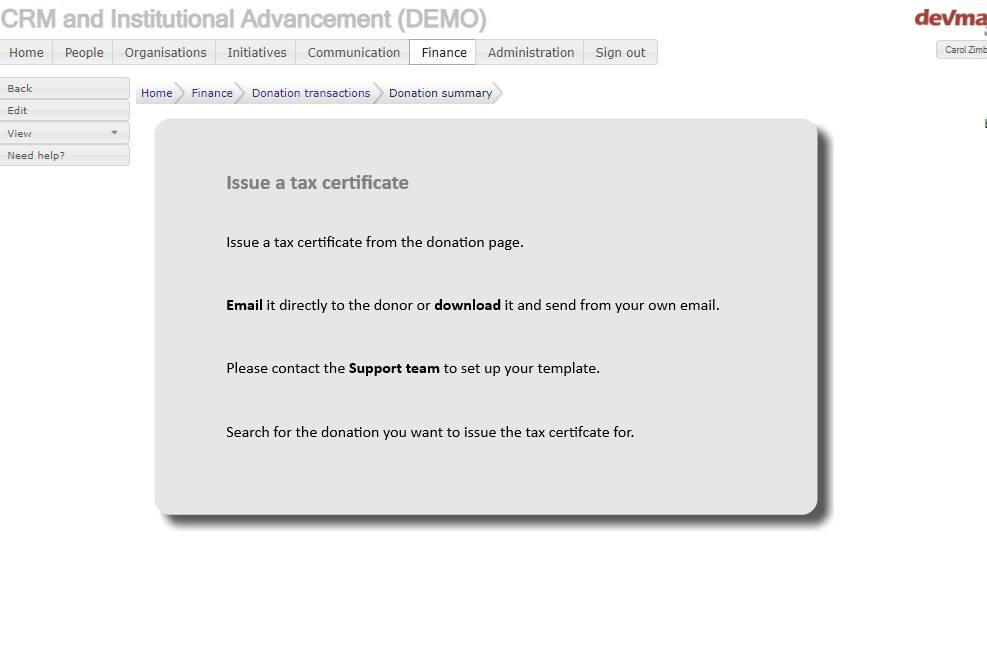 CRM and Institutional Advancement (DEMO)
devma
Home People Organisations Initiatives Communication Finance Administration Sign out
Carol Zimb
Back
Edit
View
Need help?
Home Finance Donation transactions Donation summary
Issue a tax certificate
Issue a tax certificate from the donation page.
Email it directly to the donor or download it and send from your own email.
Please contact the Support team to set up your template.
Search for the donation you want to issue the tax certifcate for.